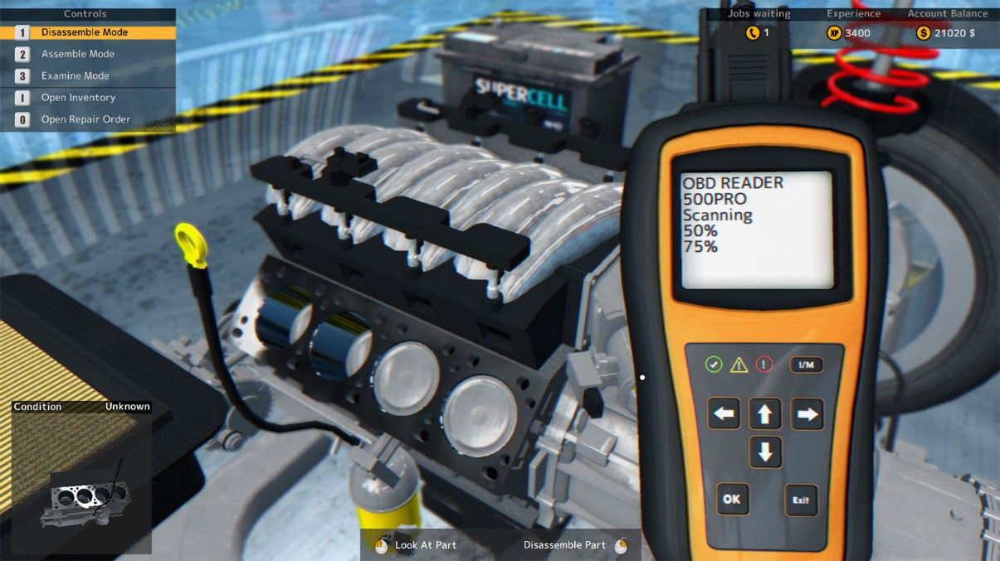 Controls
1 Disassemble Mode
2 Assemble Mode
3 Examine Mode
I Open Inventory
O Open Repair Order
Jobs waiting
1
Experience
XP 3400
Account Balance
$ 21020 $
SUPERCELL
OBD READER
500PRO
Scanning
50%
75%
I/M
OK
Exit
Condition Unknown
Look At Part
Disassemble Part